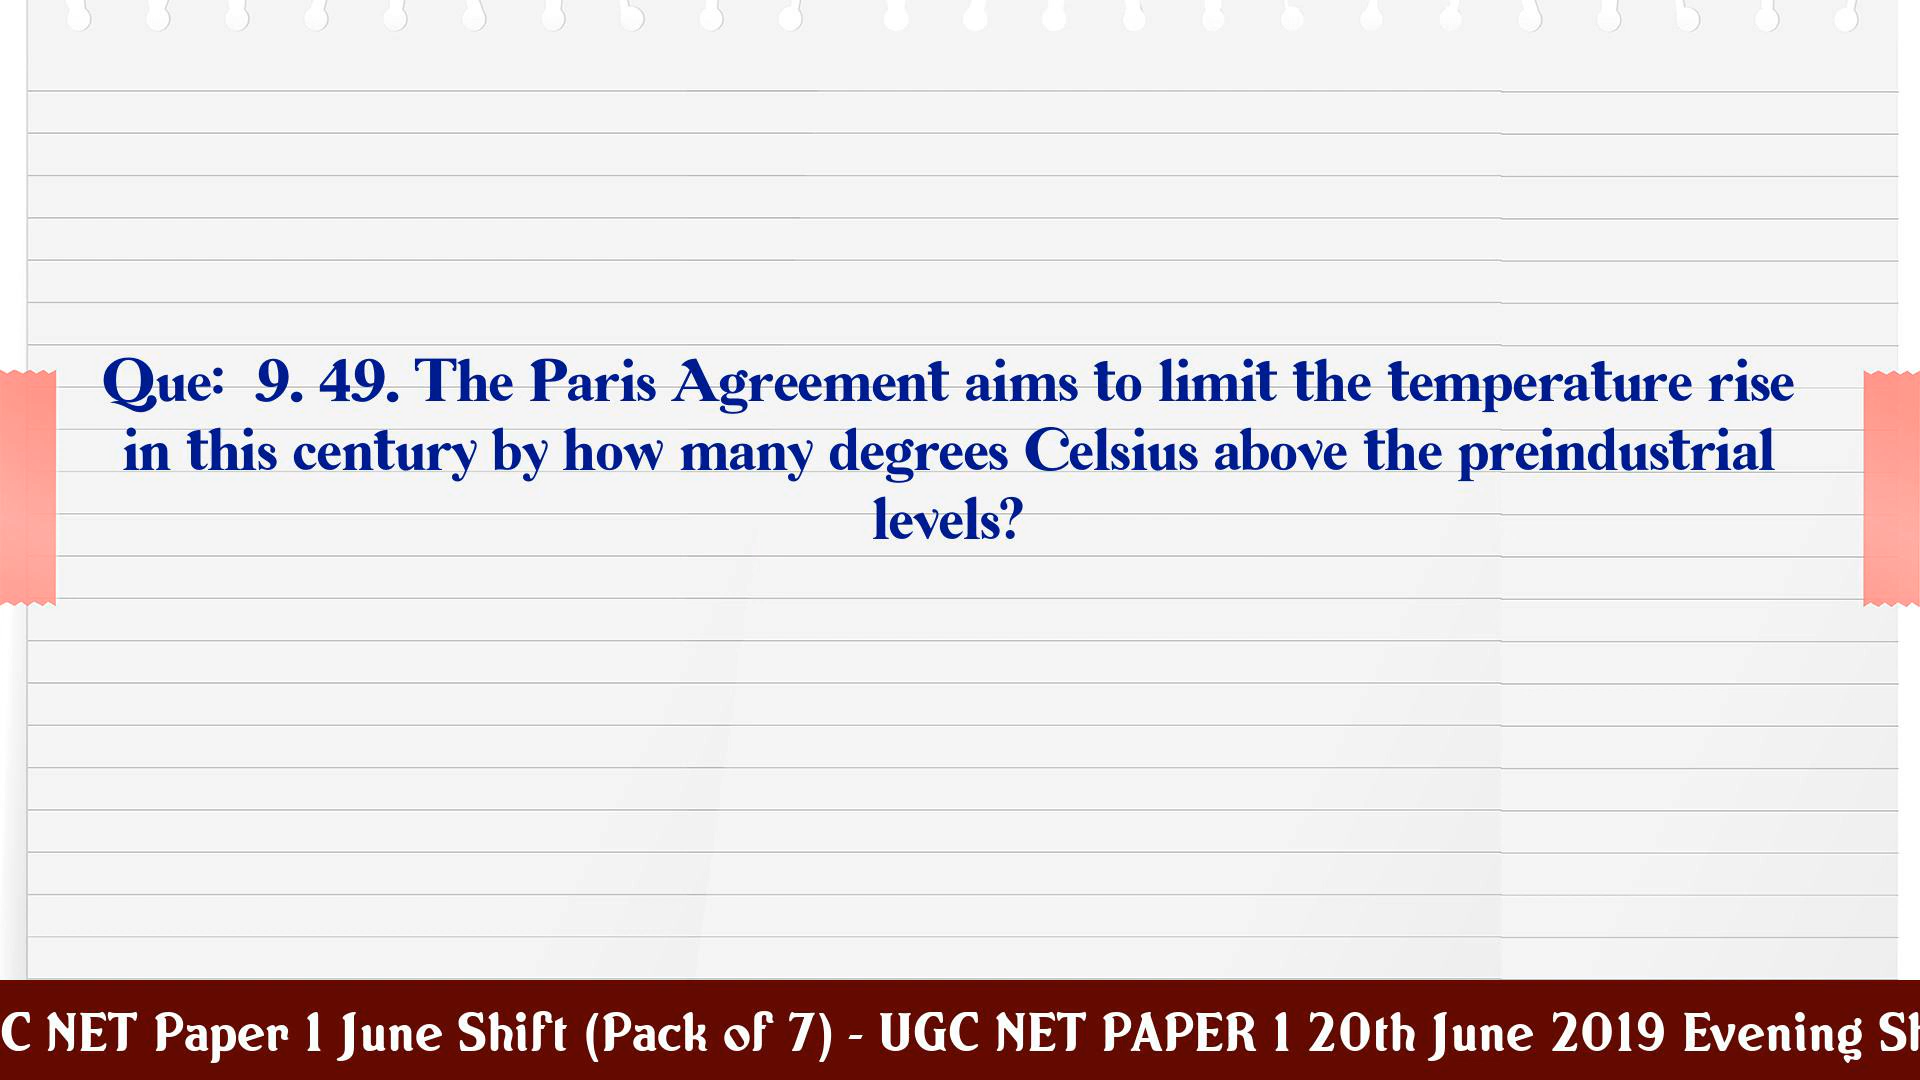 Que:  9. 49. The Paris Agreement aims to limit the temperature rise
in this century by how many degrees Celsius above the preindustrial
levels?
C NET Paper 1 June Shift (Pack of 7) - UGC NET PAPER 1 20th June 2019 Evening Sh